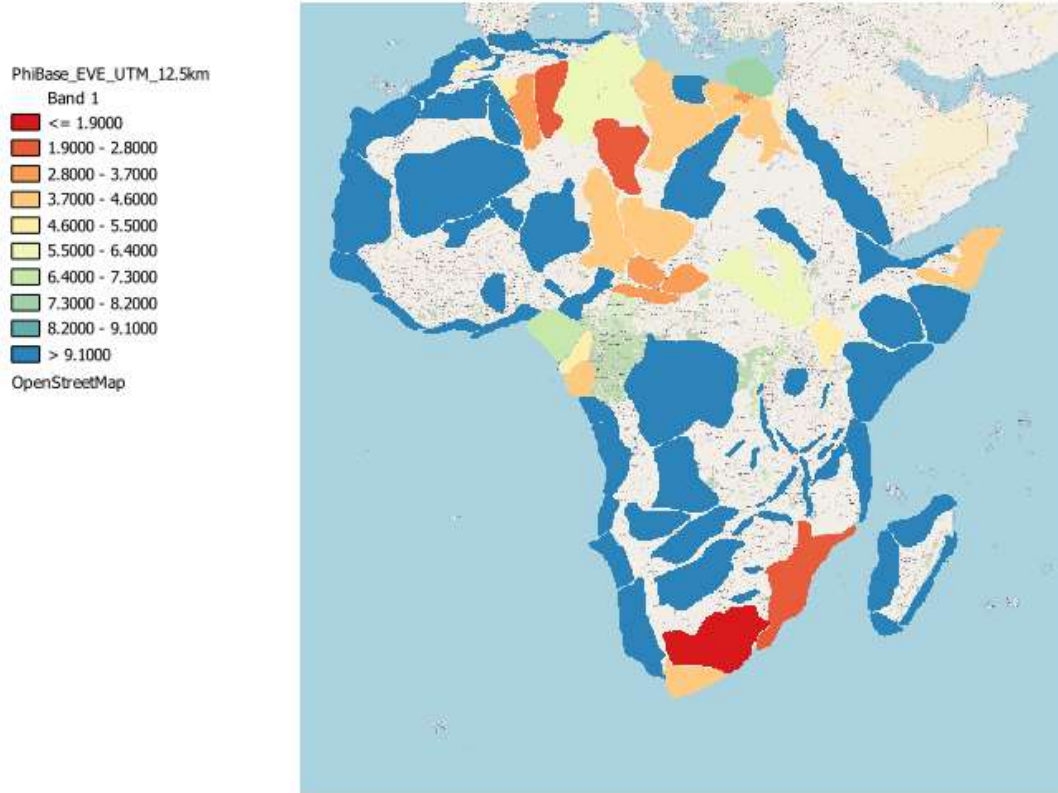 PhiBase_EVE_UTM_12.5km
Band 1
<= 1.9000
1.9000 - 2.8000
2.8000 - 3.7000
3.7000 - 4.6000
4.6000 - 5.5000
5.5000 - 6.4000
6.4000 - 7.3000
7.3000 - 8.2000
8.2000 - 9.1000
> 9.1000
OpenStreetMap